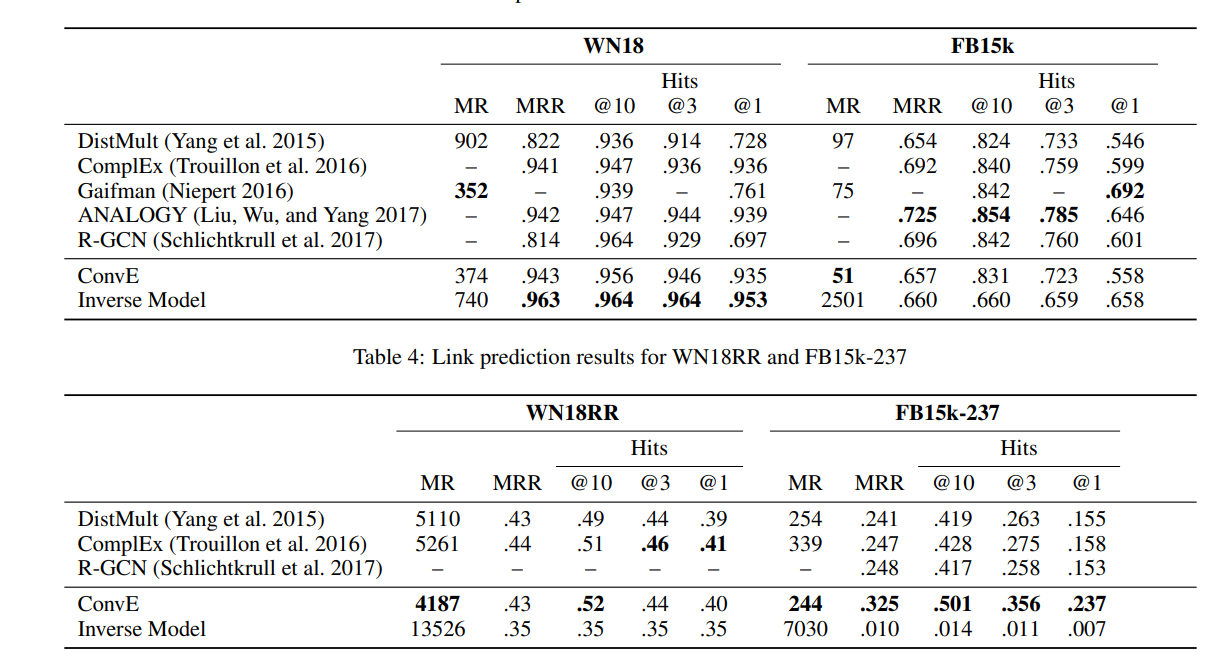 WN18 FB15k
Hits Hits
MR MRR @10 @3 @1 MR MRR @10 @3 @1
DistMult (Yang et al. 2015) 902 .822 .936 .914 .728 97 .654 .824 .733 .546
ComplEx (Trouillon et al. 2016) – .941 .947 .936 .936 – .692 .840 .759 .599
Gaifman (Niepert 2016) 352 – .939 – .761 75 – .842 – .692
ANALOGY (Liu, Wu, and Yang 2017) – .942 .947 .944 .939 – .725 .854 .785 .646
R-GCN (Schlichtkrull et al. 2017) – .814 .964 .929 .697 – .696 .842 .760 .601
ConvE 374 .943 .956 .946 .935 51 .657 .831 .723 .558
Inverse Model 740 .963 .964 .964 .953 2501 .660 .660 .659 .658
Table 4: Link prediction results for WN18RR and FB15k-237
WN18RR FB15k-237
Hits Hits
MR MRR @10 @3 @1 MR MRR @10 @3 @1
DistMult (Yang et al. 2015) 5110 .43 .49 .44 .39 254 .241 .419 .263 .155
ComplEx (Trouillon et al. 2016) 5261 .44 .51 .46 .41 339 .247 .428 .275 .158
R-GCN (Schlichtkrull et al. 2017) – – – – – – .248 .417 .258 .153
ConvE 4187 .43 .52 .44 .40 244 .325 .501 .356 .237
Inverse Model 13526 .35 .35 .35 .35 7030 .010 .014 .011 .007